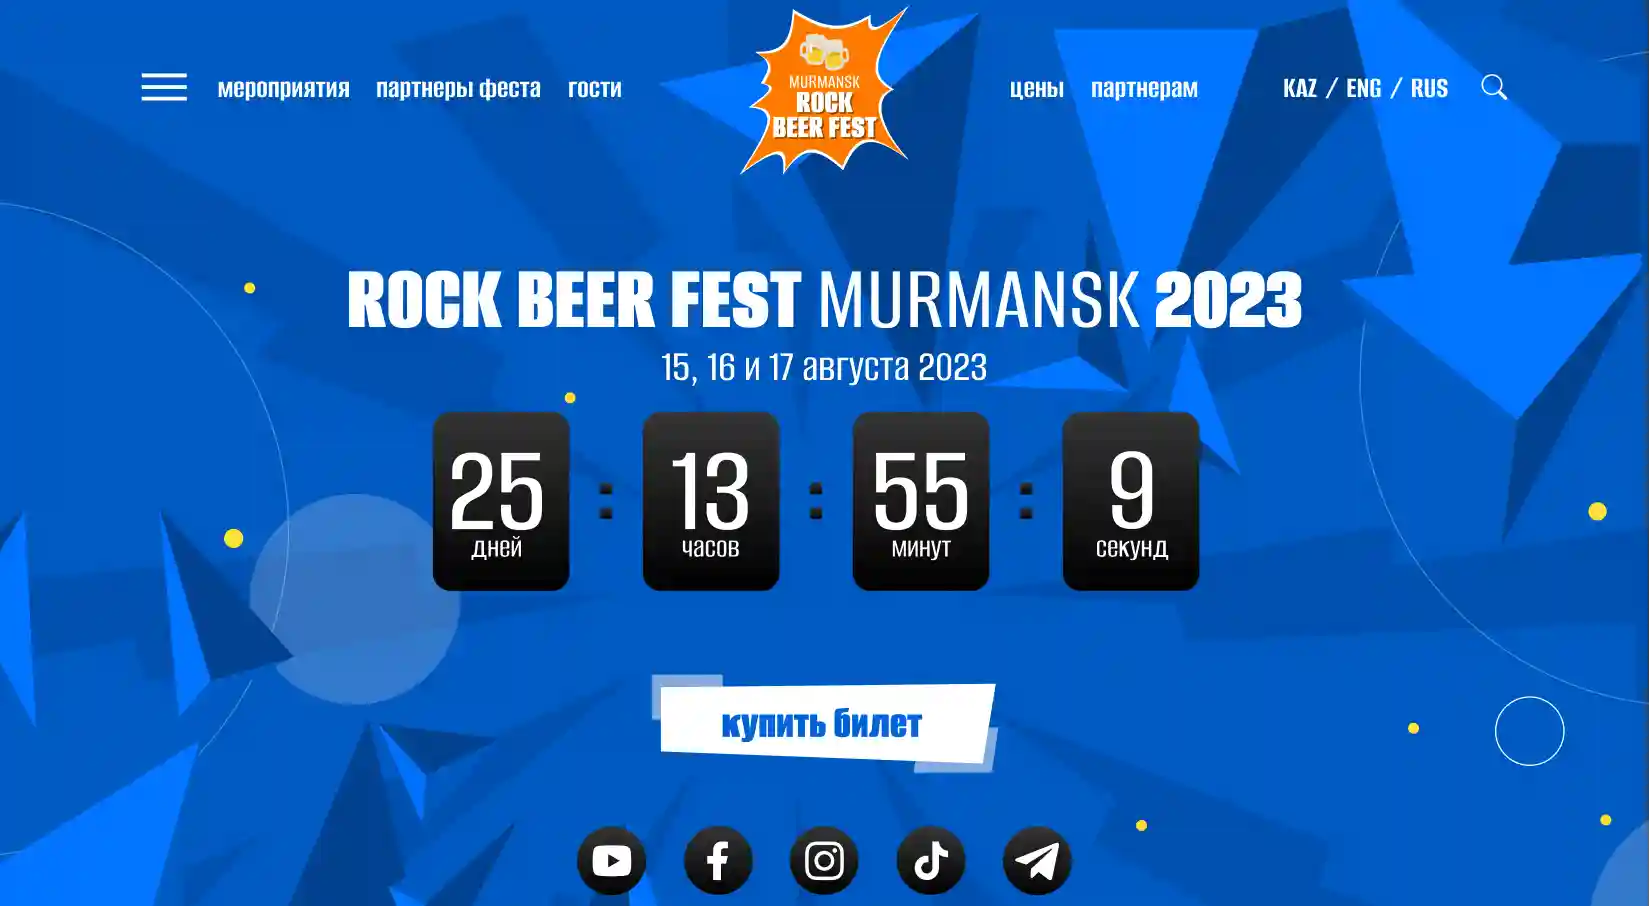 мероприятия партнеры феста гости
MURMANSK
ROCK
BEER FEST
цены партнерам
KAZ / ENG / RUS
ROCK BEER FEST MURMANSK 2023
15, 16 и 17 августа 2023
25 : 13 : 55 : 9
дней часов минут секунд
купить билет